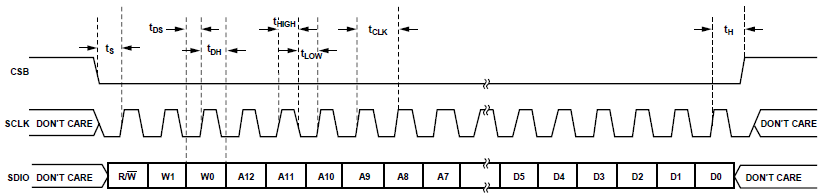 tDS tHIGH tCLK tH
tS tDH tLOW
CSB
SCLK DON'T CARE DON'T CARE
SDIO DON'T CARE R/W̅ W1 W0 A12 A11 A10 A9 A8 A7 D5 D4 D3 D2 D1 D0 DON'T CARE